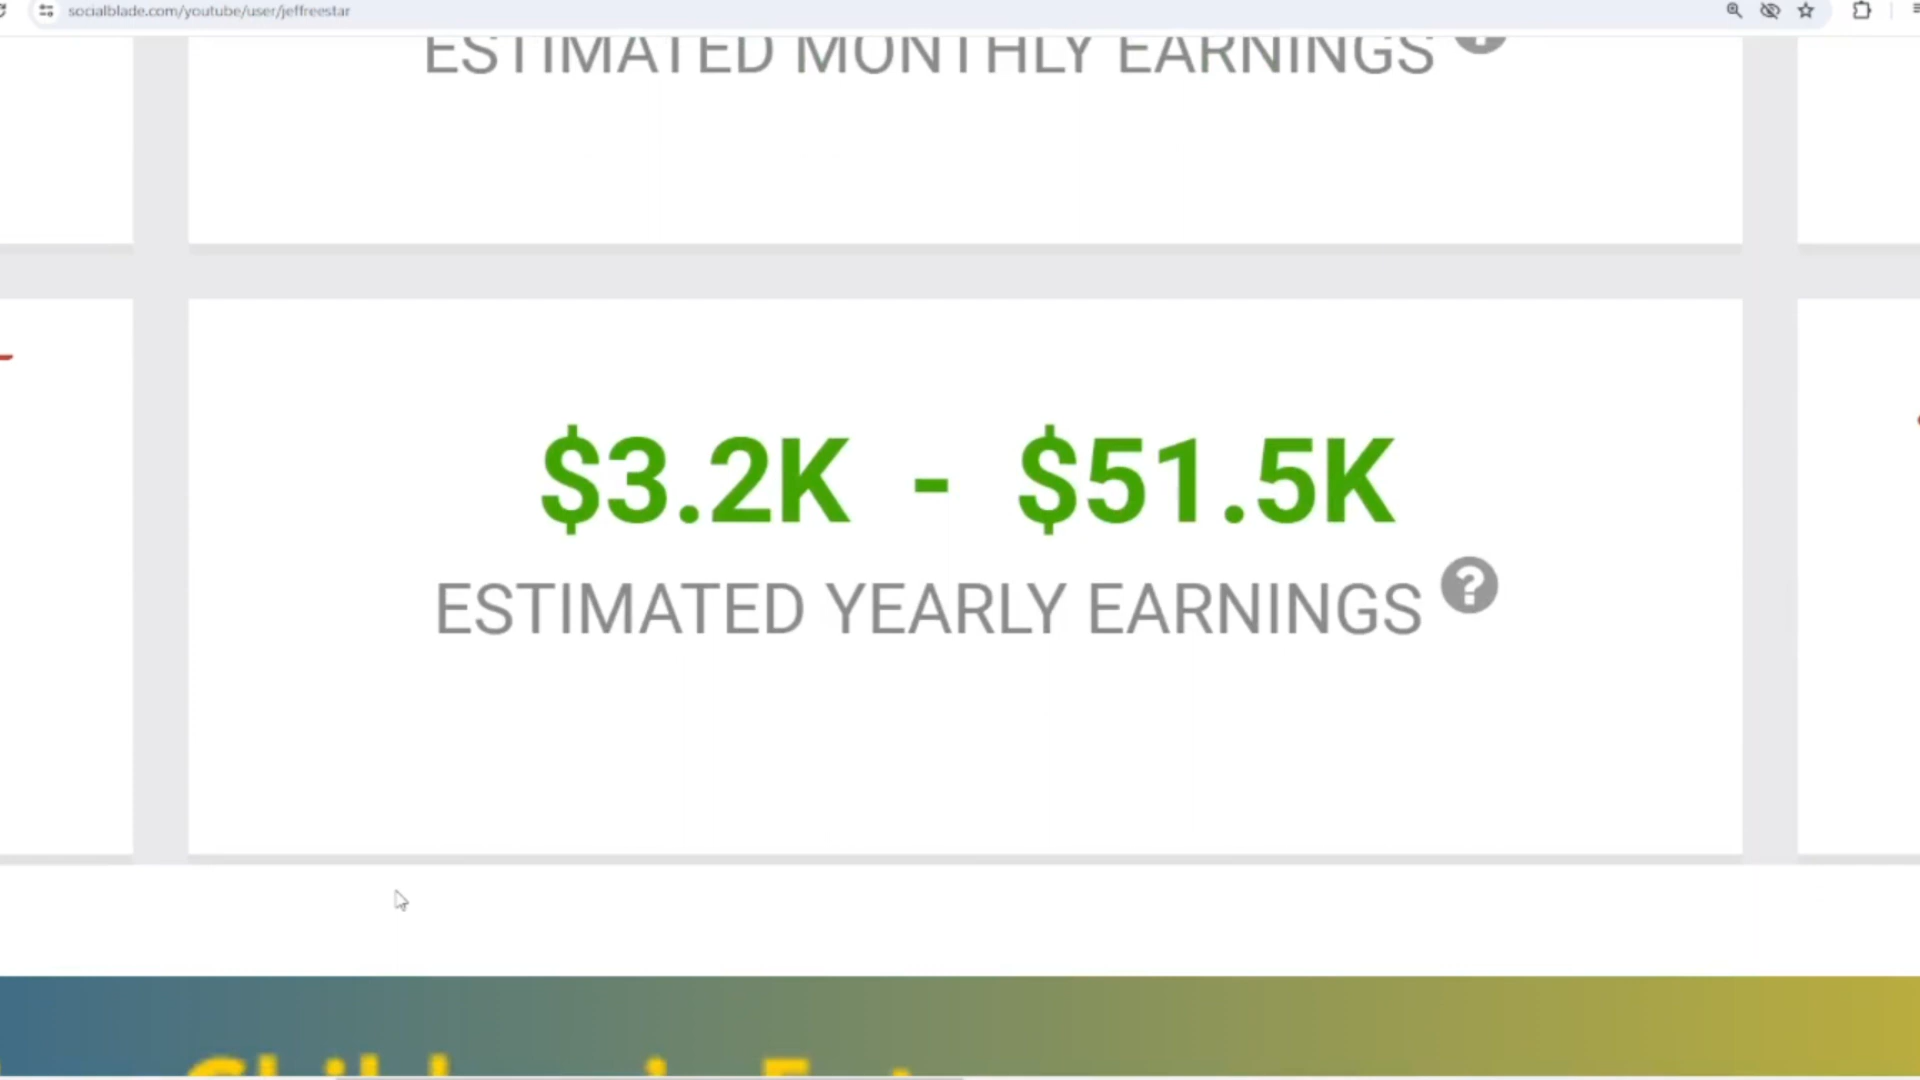 socialblade.com/youtube/user/jeffreestar
ESTIMATED MONTHLY EARNINGS
$3.2K - $51.5K
ESTIMATED YEARLY EARNINGS ?